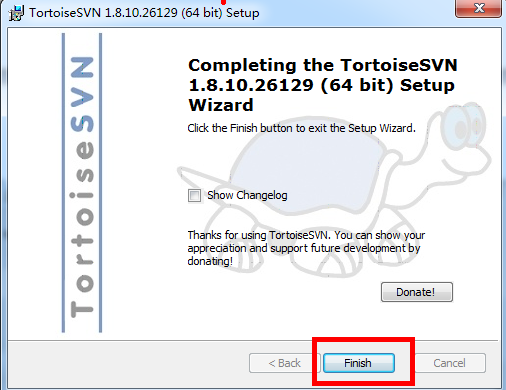 TortoiseSVN 1.8.10.26129 (64 bit) Setup
TortoiseSVN
Completing the TortoiseSVN
1.8.10.26129 (64 bit) Setup
Wizard
Click the Finish button to exit the Setup Wizard.
Show Changelog
Thanks for using TortoiseSVN. You can show your
appreciation and support future development by
donating!
Donate!
< Back
Finish
Cancel